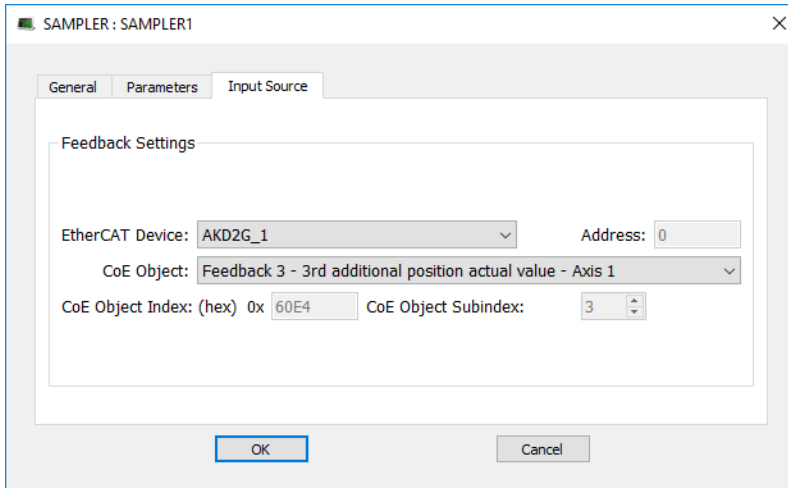 SAMPLER : SAMPLER1
General Parameters Input Source
Feedback Settings
EtherCAT Device: AKD2G_1 Address: 0
CoE Object: Feedback 3 - 3rd additional position actual value - Axis 1
CoE Object Index: (hex) 0x 60E4 CoE Object Subindex: 3
OK Cancel